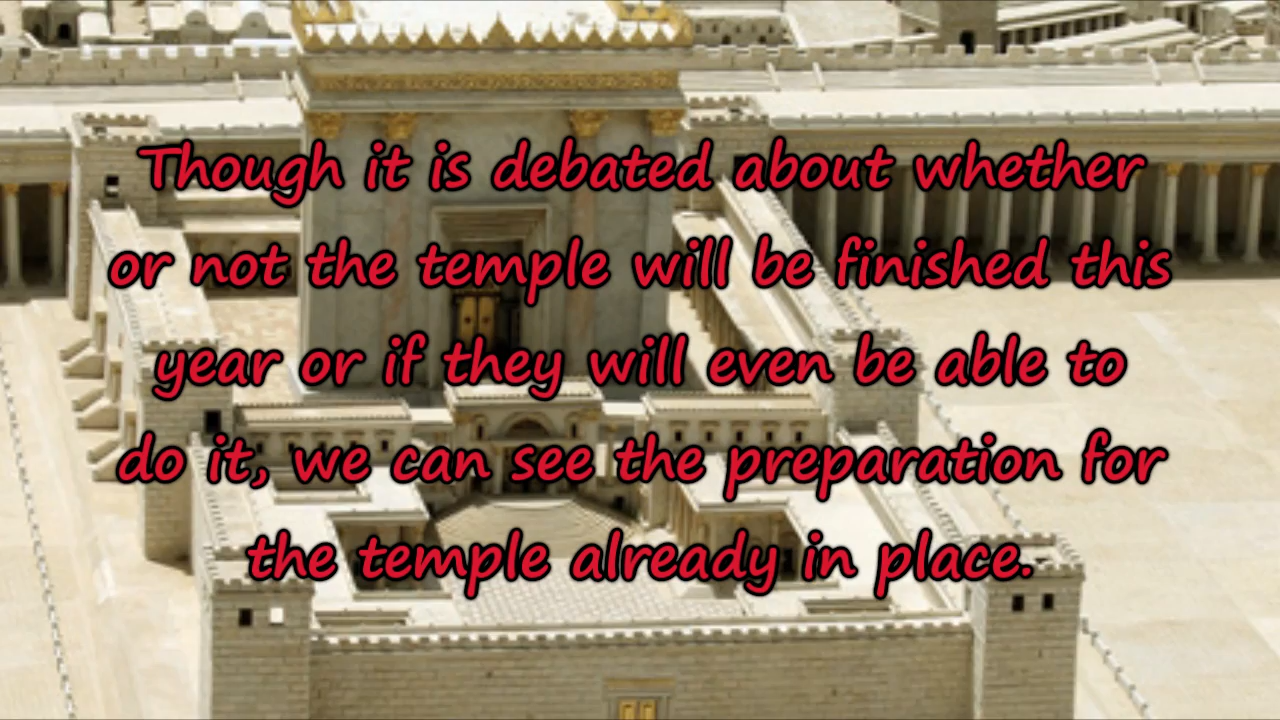 Though it is debated about whether
or not the temple will be finished this
year or if they will even be able to
do it, we can see the preparation for
the temple already in place.